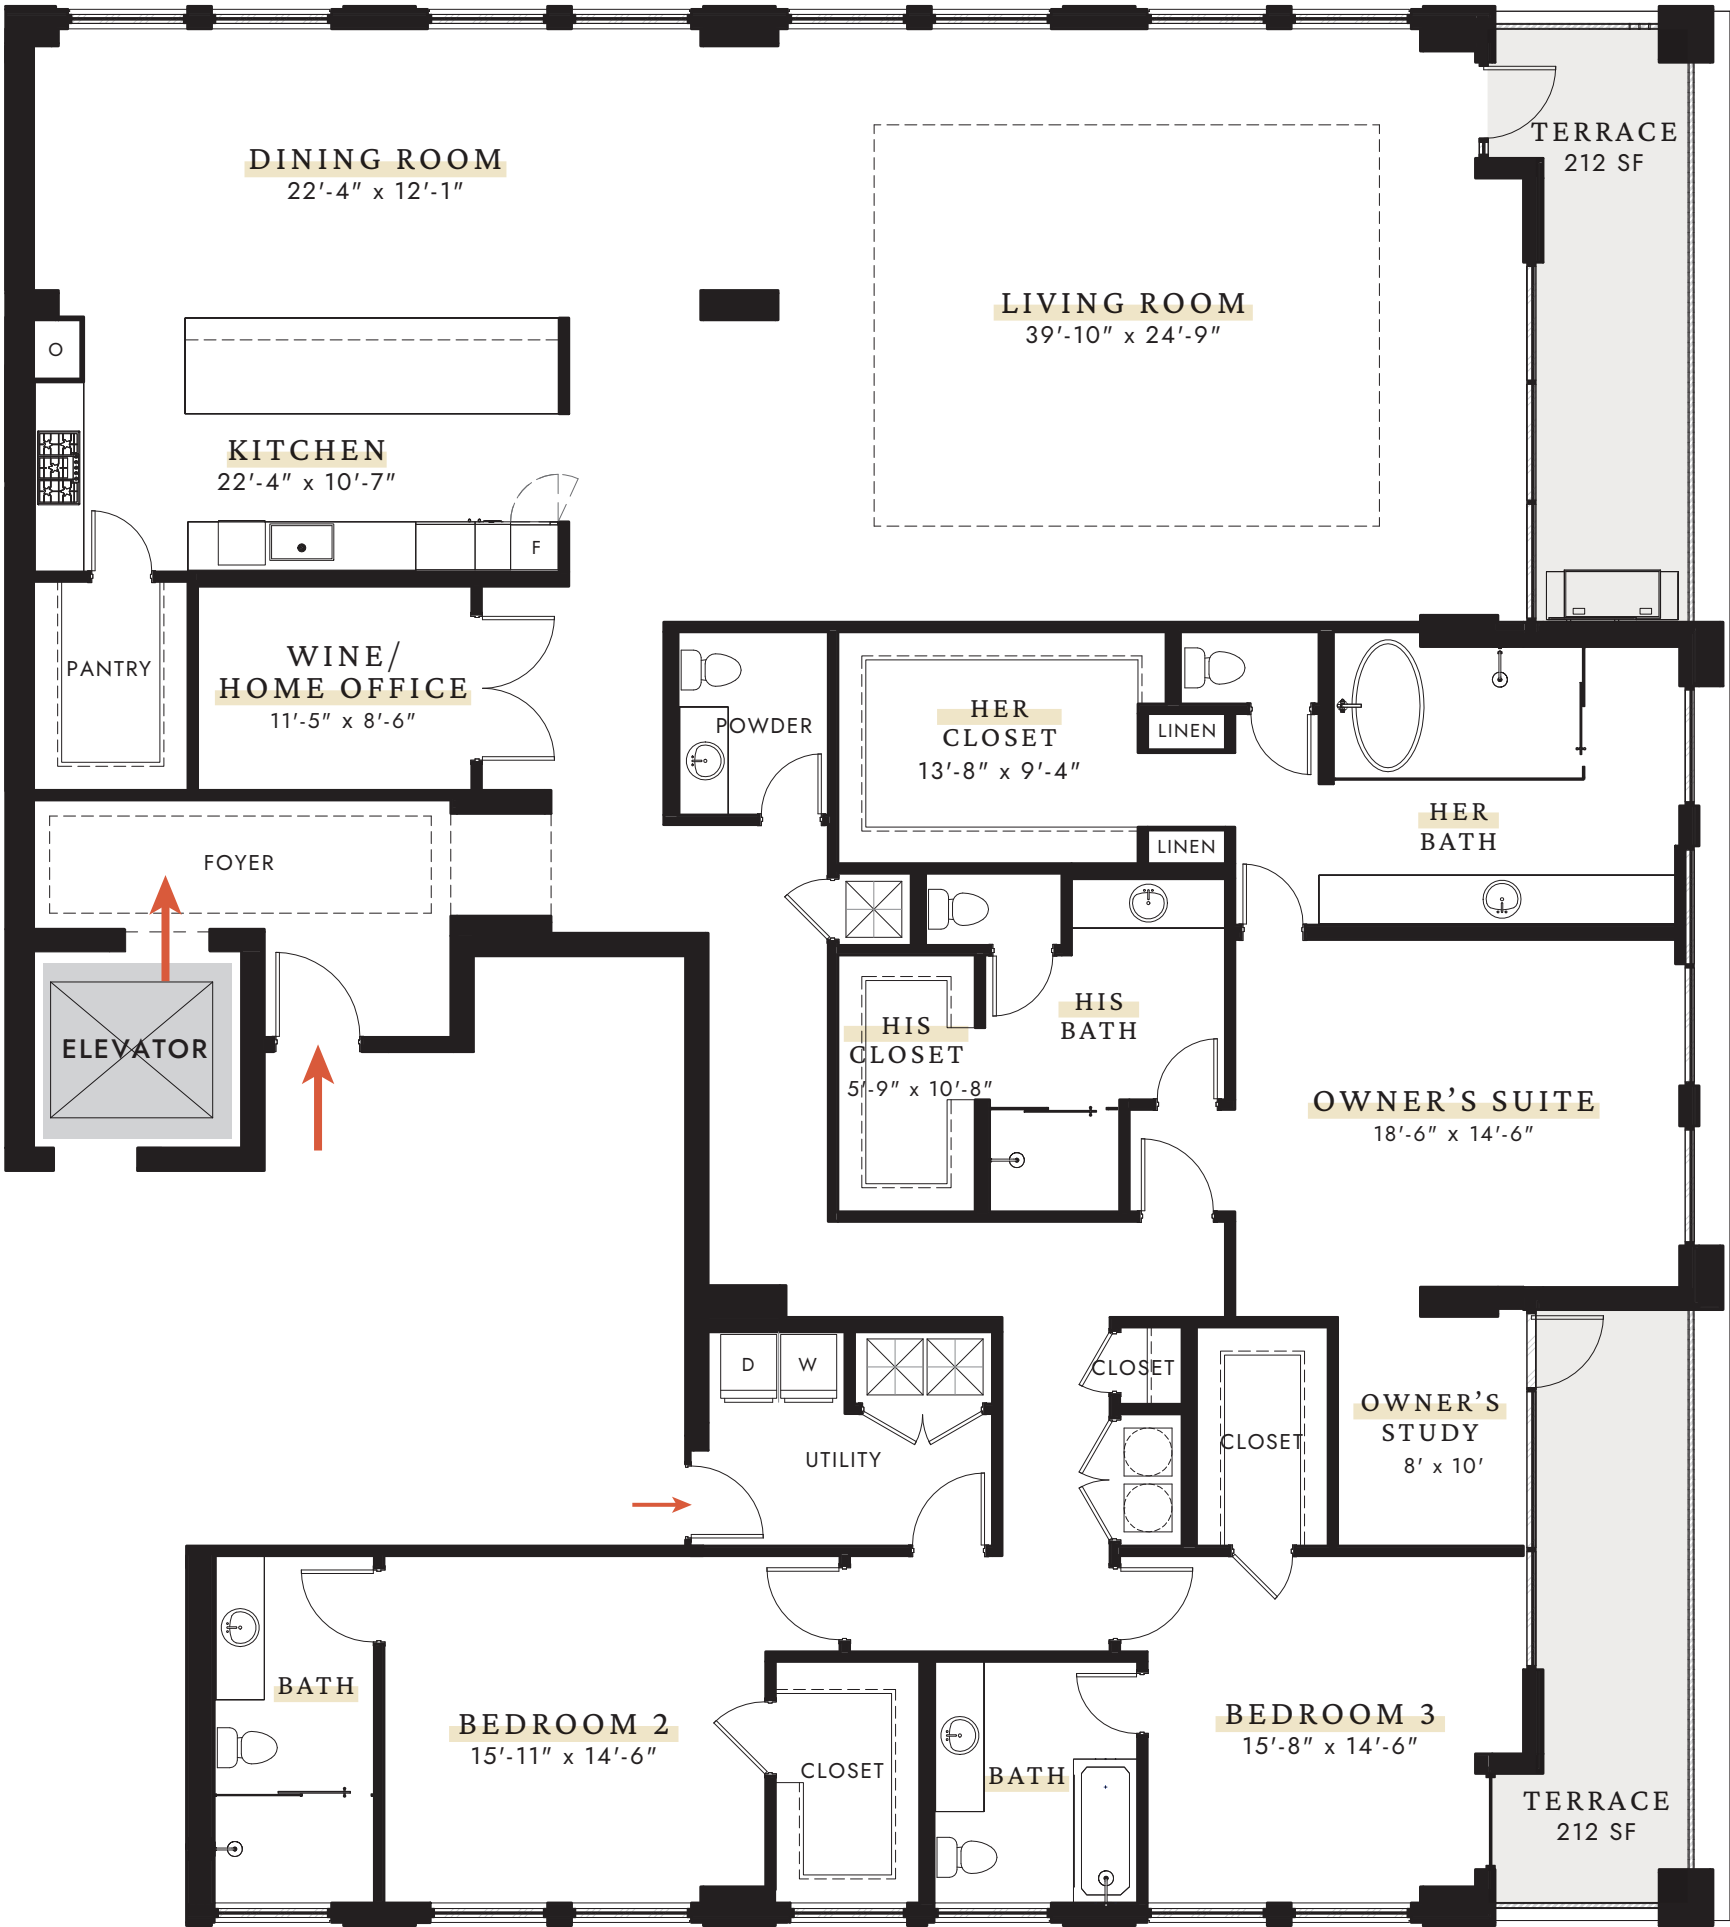 DINING ROOM
22'-4" x 12'-1"
TERRACE
212 SF
LIVING ROOM
39'-10" x 24'-9"
O
KITCHEN
22'-4" x 10'-7"
F
PANTRY
WINE/
HOME OFFICE
11'-5" x 8'-6"
POWDER
HER
CLOSET
13'-8" x 9'-4"
LINEN
LINEN
HER
BATH
FOYER
ELEVATOR
HIS
CLOSET
5'-9" x 10'-8"
HIS
BATH
OWNER'S SUITE
18'-6" x 14'-6"
D
W
UTILITY
CLOSET
CLOSET
OWNER'S
STUDY
8' x 10'
BATH
BEDROOM 2
15'-11" x 14'-6"
CLOSET
BATH
BEDROOM 3
15'-8" x 14'-6"
TERRACE
212 SF